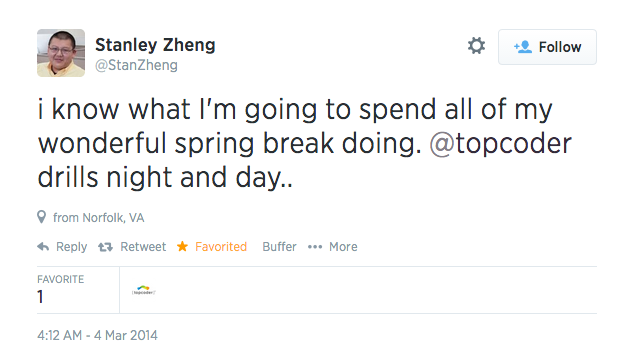 Stanley Zheng
@StanZheng
Follow
i know what I'm going to spend all of my
wonderful spring break doing. @topcoder
drills night and day..
from Norfolk, VA
Reply Retweet Favorited Buffer More
FAVORITE
1
[topcoder]
4:12 AM - 4 Mar 2014